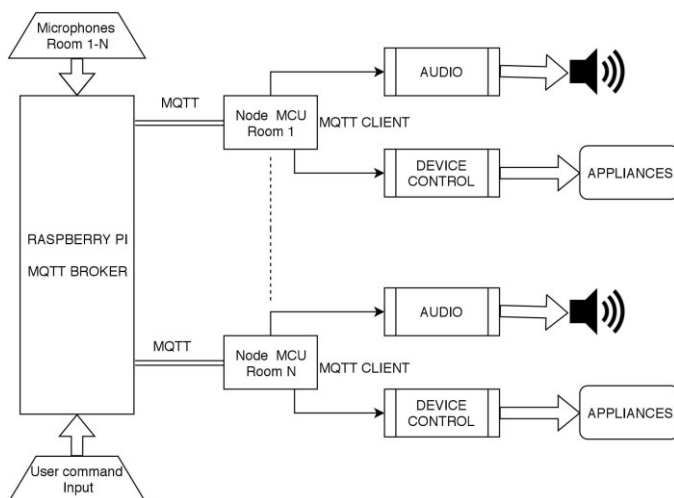 Microphones
Room 1-N
MQTT
Node MCU
Room 1
MQTT CLIENT
AUDIO
DEVICE
CONTROL
APPLIANCES
RASPBERRY PI
MQTT BROKER
AUDIO
MQTT
Node MCU
Room N
MQTT CLIENT
DEVICE
CONTROL
APPLIANCES
User command
Input